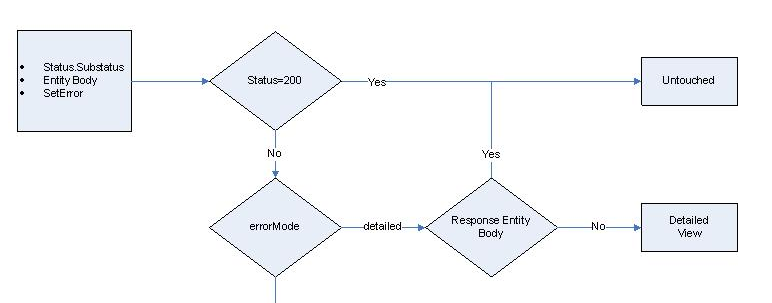 Status.Substatus
Entity Body
SetError
Status=200
Yes
Untouched
No
Yes
errorMode
detailed
Response Entity
Body
No
Detailed
View